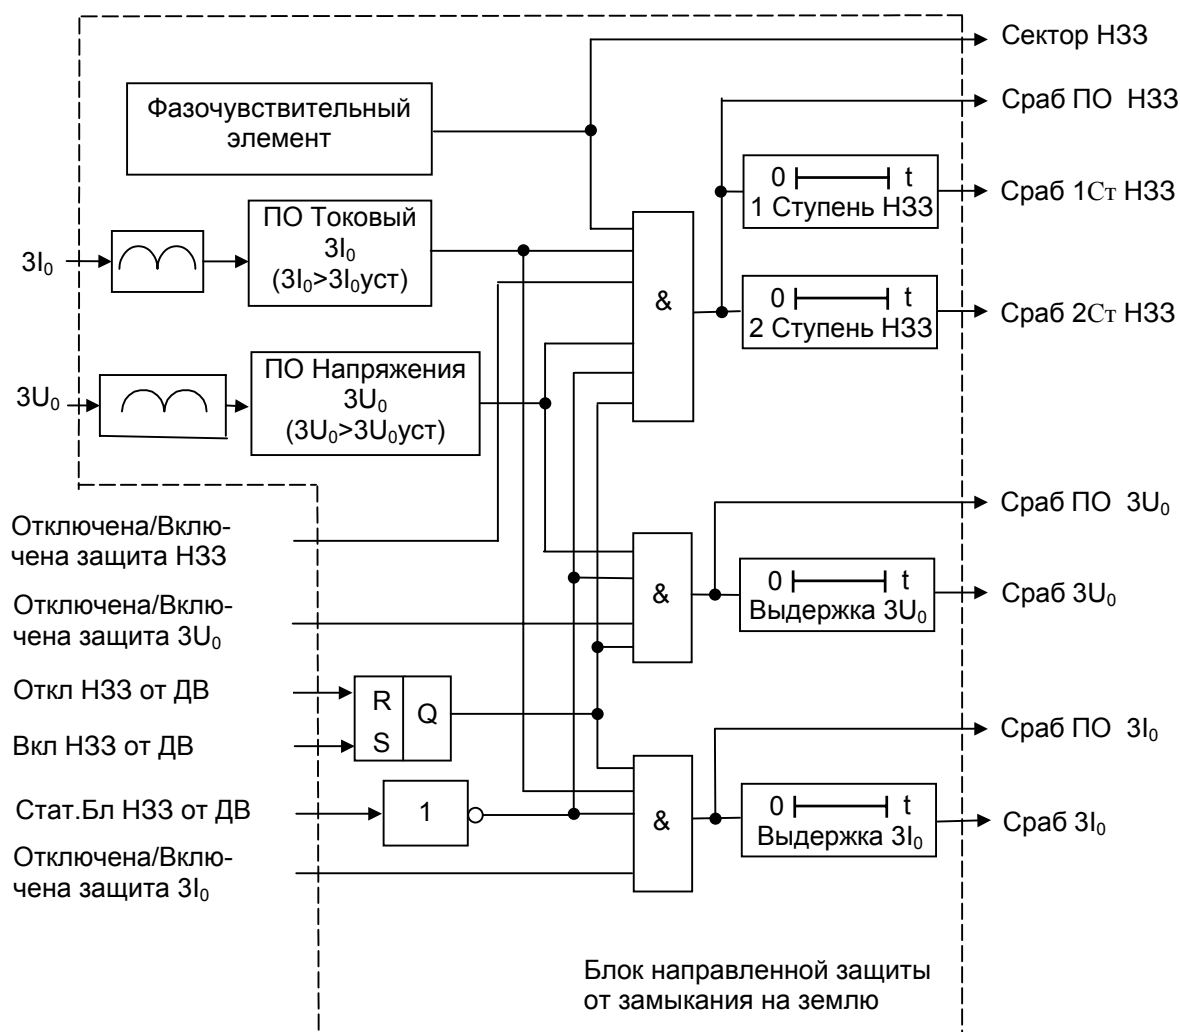 Сектор НЗЗ
Фазочувствительный
элемент
Сраб ПО НЗЗ
0 t
1 Ступень НЗЗ
Сраб 1Ст НЗЗ
3I₀
ПО Токовый
3I₀
(3I₀>3I₀уст)
&
0 t
2 Ступень НЗЗ
Сраб 2Ст НЗЗ
3U₀
ПО Напряжения
3U₀
(3U₀>3U₀уст)
Отключена/Вклю-
чена защита НЗЗ
Сраб ПО 3U₀
Отключена/Вклю-
чена защита 3U₀
&
0 t
Выдержка 3U₀
Сраб 3U₀
Откл НЗЗ от ДВ
R
Q
S
Вкл НЗЗ от ДВ
Сраб ПО 3I₀
Стат.Бл НЗЗ от ДВ
1
&
0 t
Выдержка 3I₀
Сраб 3I₀
Отключена/Вклю-
чена защита 3I₀
Блок направленной защиты
от замыкания на землю